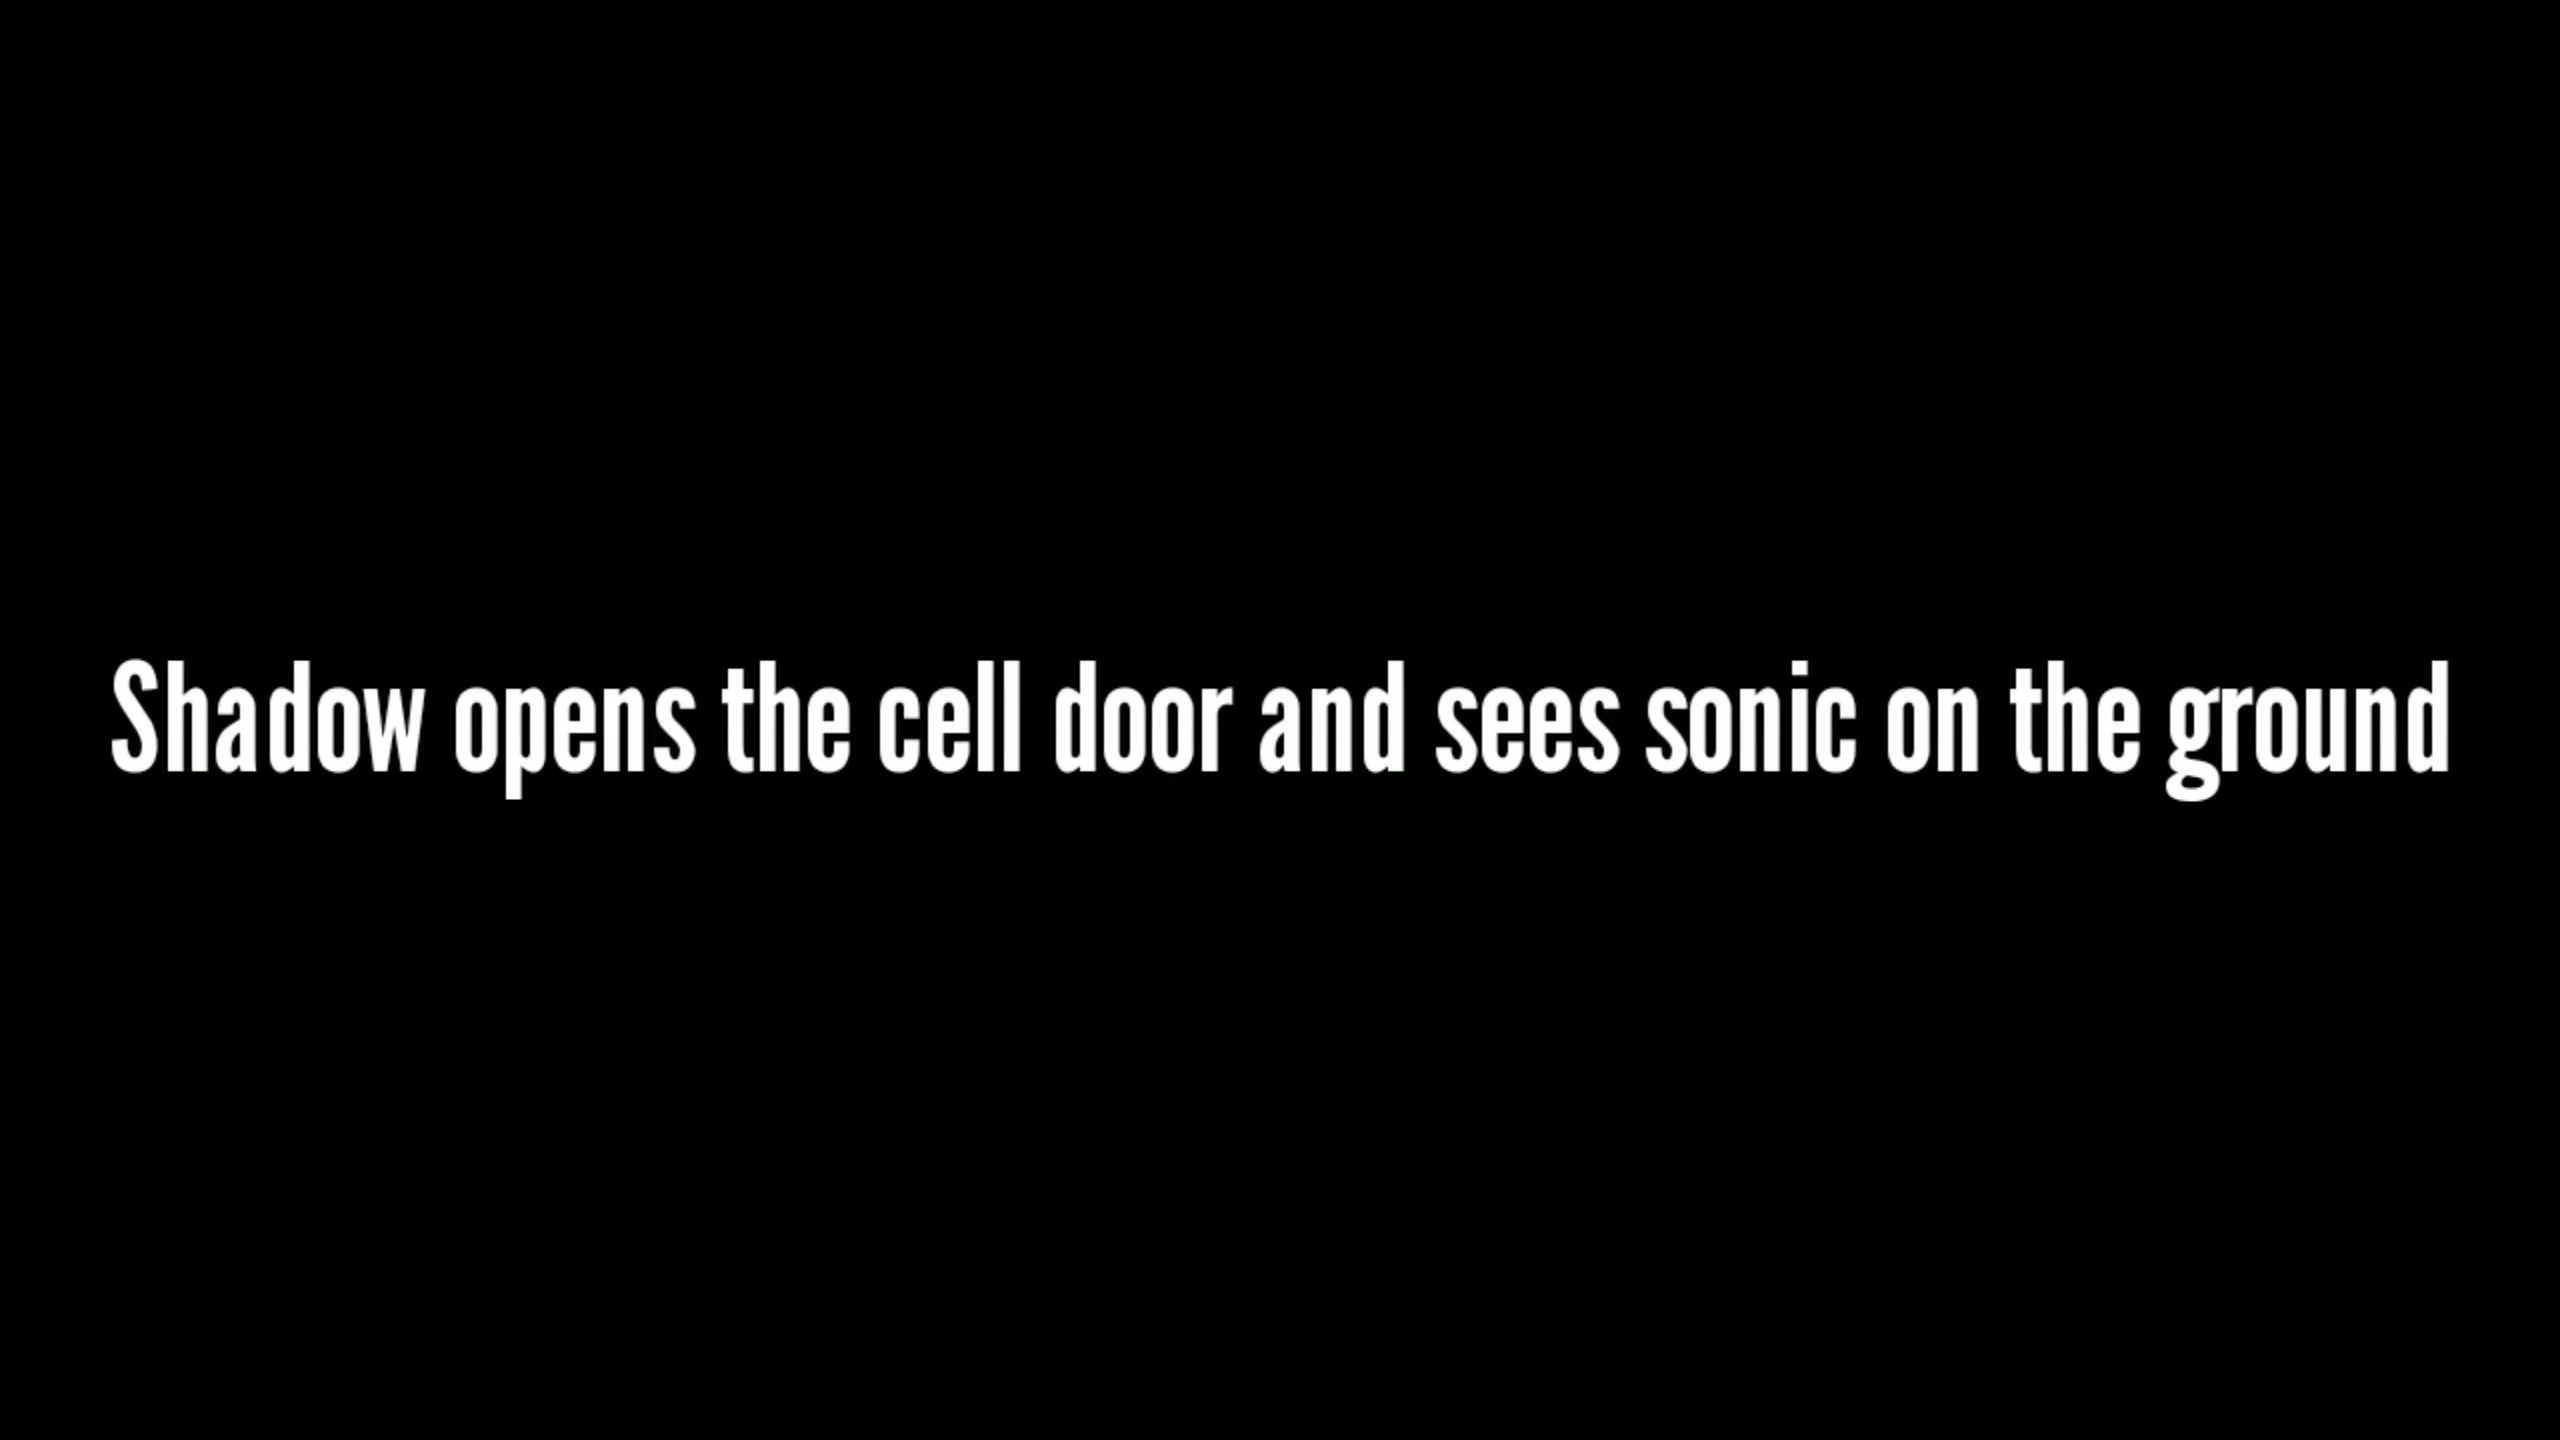 Shadow opens the cell door and sees sonic on the ground